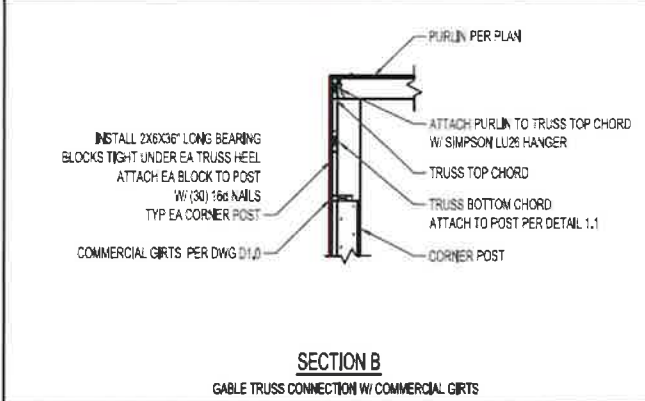 PURLIN PER PLAN
INSTALL 2X6X36" LONG BEARING
BLOCKS TIGHT UNDER EA TRUSS HEEL
ATTACH EA BLOCK TO POST
W/ (30) 16d NAILS
TYP EA CORNER POST
COMMERCIAL GIRTS PER DWG D1.0
ATTACH PURLIN TO TRUSS TOP CHORD
W/ SIMPSON LU26 HANGER
TRUSS TOP CHORD
TRUSS BOTTOM CHORD
ATTACH TO POST PER DETAIL 1.1
CORNER POST
SECTION B
GABLE TRUSS CONNECTION W/ COMMERCIAL GIRTS